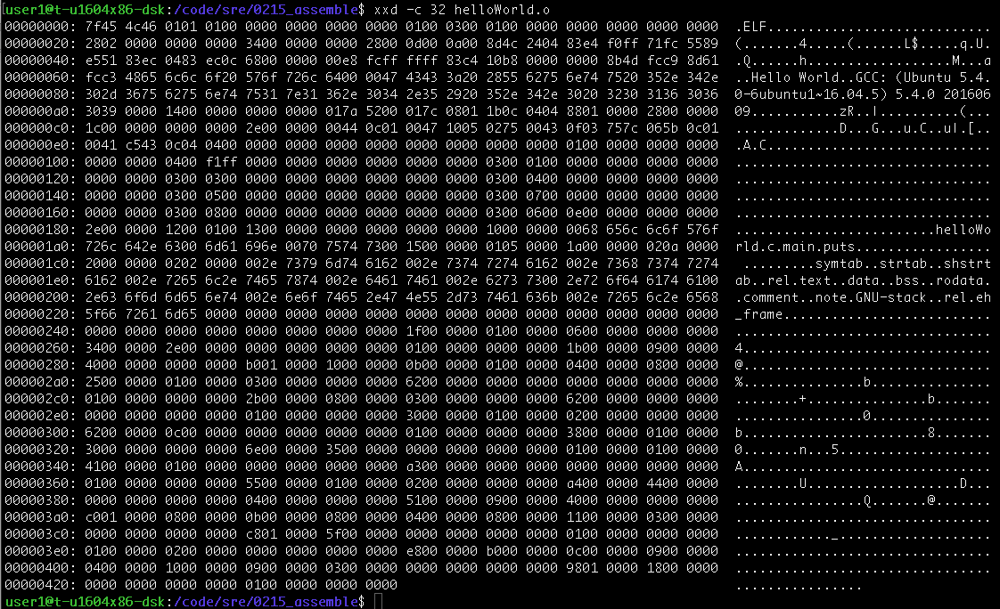 user1@t-u1604x86-dsk:/code/sre/0215_assemble$ xxd -c 32 helloWorld.o
00000000: 7f45 4c46 0101 0100 0000 0000 0000 0000 0100 0300 0100 0000 0000 0000 0000 0000  .ELF............................
00000020: 2802 0000 0000 0000 3400 0000 0000 2800 0d00 0a00 8d4c 2404 83e4 f0ff 71fc 5589  (.......4.....(......L$.....q.U.
00000040: e551 83ec 0483 ec0c 6800 0000 00e8 fcff ffff 83c4 10b8 0000 0000 8b4d fcc9 8d61  .Q......h..................M...a
00000060: fcc3 4865 6c6c 6f20 576f 726c 6400 0047 4343 3a20 2855 6275 6e74 7520 352e 342e  ..Hello World..GCC: (Ubuntu 5.4.
00000080: 302d 3675 6275 6e74 7531 7e31 362e 3034 2e35 2920 352e 342e 3020 3230 3136 3036  0-6ubuntu1~16.04.5) 5.4.0 201606
000000a0: 3039 0000 1400 0000 0000 0000 017a 5200 017c 0801 1b0c 0404 8801 0000 2800 0000  09...........zR..|..........(...
000000c0: 1c00 0000 0000 0000 2e00 0000 0044 0c01 0047 1005 0275 0043 0f03 757c 065b 0c01  .............D...G...u.C..u|.[..
000000e0: 0041 c543 0c04 0400 0000 0000 0000 0000 0000 0000 0000 0000 0100 0000 0000 0000  .A.C............................
00000100: 0000 0000 0400 f1ff 0000 0000 0000 0000 0000 0000 0300 0100 0000 0000 0000 0000  ................................
00000120: 0000 0000 0300 0300 0000 0000 0000 0000 0000 0000 0300 0400 0000 0000 0000 0000  ................................
00000140: 0000 0000 0300 0500 0000 0000 0000 0000 0000 0000 0300 0700 0000 0000 0000 0000  ................................
00000160: 0000 0000 0300 0800 0000 0000 0000 0000 0000 0000 0300 0600 0e00 0000 0000 0000  ................................
00000180: 2e00 0000 1200 0100 1300 0000 0000 0000 0000 0000 1000 0000 0068 656c 6c6f 576f  .........................helloWo
000001a0: 726c 642e 6300 6d61 696e 0070 7574 7300 1500 0000 0105 0000 1a00 0000 020a 0000  rld.c.main.puts.................
000001c0: 2000 0000 0202 0000 002e 7379 6d74 6162 002e 7374 7274 6162 002e 7368 7374 7274   .........symtab..strtab..shstrt
000001e0: 6162 002e 7265 6c2e 7465 7874 002e 6461 7461 002e 6273 7300 2e72 6f64 6174 6100  ab..rel.text..data..bss..rodata.
00000200: 2e63 6f6d 6d65 6e74 002e 6e6f 7465 2e47 4e55 2d73 7461 636b 002e 7265 6c2e 6568  .comment..note.GNU-stack..rel.eh
00000220: 5f66 7261 6d65 0000 0000 0000 0000 0000 0000 0000 0000 0000 0000 0000 0000 0000  _frame..........................
00000240: 0000 0000 0000 0000 0000 0000 0000 0000 1f00 0000 0100 0000 0600 0000 0000 0000  ................................
00000260: 3400 0000 2e00 0000 0000 0000 0000 0000 0100 0000 0000 0000 1b00 0000 0900 0000  4...............................
00000280: 4000 0000 0000 0000 b001 0000 1000 0000 0b00 0000 0100 0000 0400 0000 0800 0000  @...............................
000002a0: 2500 0000 0100 0000 0300 0000 0000 0000 6200 0000 0000 0000 0000 0000 0000 0000  %...............b...............
000002c0: 0100 0000 0000 0000 2b00 0000 0800 0000 0300 0000 0000 0000 6200 0000 0000 0000  ........+...............b.......
000002e0: 0000 0000 0000 0000 0100 0000 0000 0000 3000 0000 0100 0000 0200 0000 0000 0000  ................0...............
00000300: 6200 0000 0c00 0000 0000 0000 0000 0000 0100 0000 0000 0000 3800 0000 0100 0000  b.......................8.......
00000320: 3000 0000 0000 0000 6e00 0000 3500 0000 0000 0000 0000 0000 0100 0000 0100 0000  0.......n...5...................
00000340: 4100 0000 0100 0000 0000 0000 0000 0000 a300 0000 0000 0000 0000 0000 0000 0000  A...............................
00000360: 0100 0000 0000 0000 5500 0000 0100 0000 0200 0000 0000 0000 a400 0000 4400 0000  ........U...................D...
00000380: 0000 0000 0000 0000 0400 0000 0000 0000 5100 0000 0900 0000 4000 0000 0000 0000  ................Q.......@.......
000003a0: c001 0000 0800 0000 0b00 0000 0800 0000 0400 0000 0800 0000 1100 0000 0300 0000  ................................
000003c0: 0000 0000 0000 0000 c801 0000 5f00 0000 0000 0000 0000 0000 0100 0000 0000 0000  ............_...................
000003e0: 0100 0000 0200 0000 0000 0000 0000 0000 e800 0000 b000 0000 0c00 0000 0900 0000  ................................
00000400: 0400 0000 1000 0000 0900 0000 0300 0000 0000 0000 0000 0000 9801 0000 1800 0000  ................................
00000420: 0000 0000 0000 0000 0100 0000 0000 0000  ................
user1@t-u1604x86-dsk:/code/sre/0215_assemble$